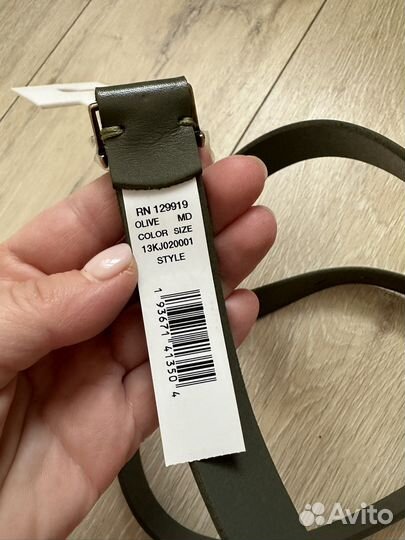 RN 129919
OLIVE MD
COLOR SIZE
13KJ020001
STYLE
1 93671 41350 4
Avito